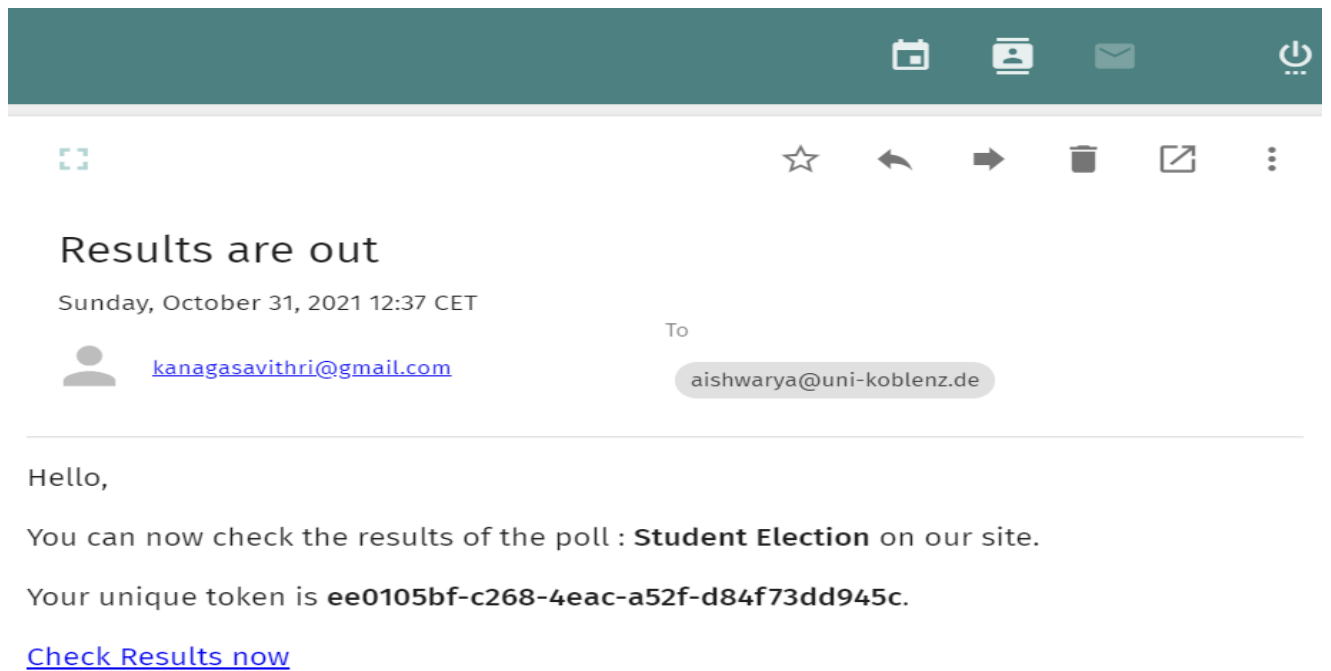 Results are out
Sunday, October 31, 2021 12:37 CET
To
kanagasavithri@gmail.com
aishwarya@uni-koblenz.de
Hello,
You can now check the results of the poll : Student Election on our site.
Your unique token is ee0105bf-c268-4eac-a52f-d84f73dd945c.
Check Results now